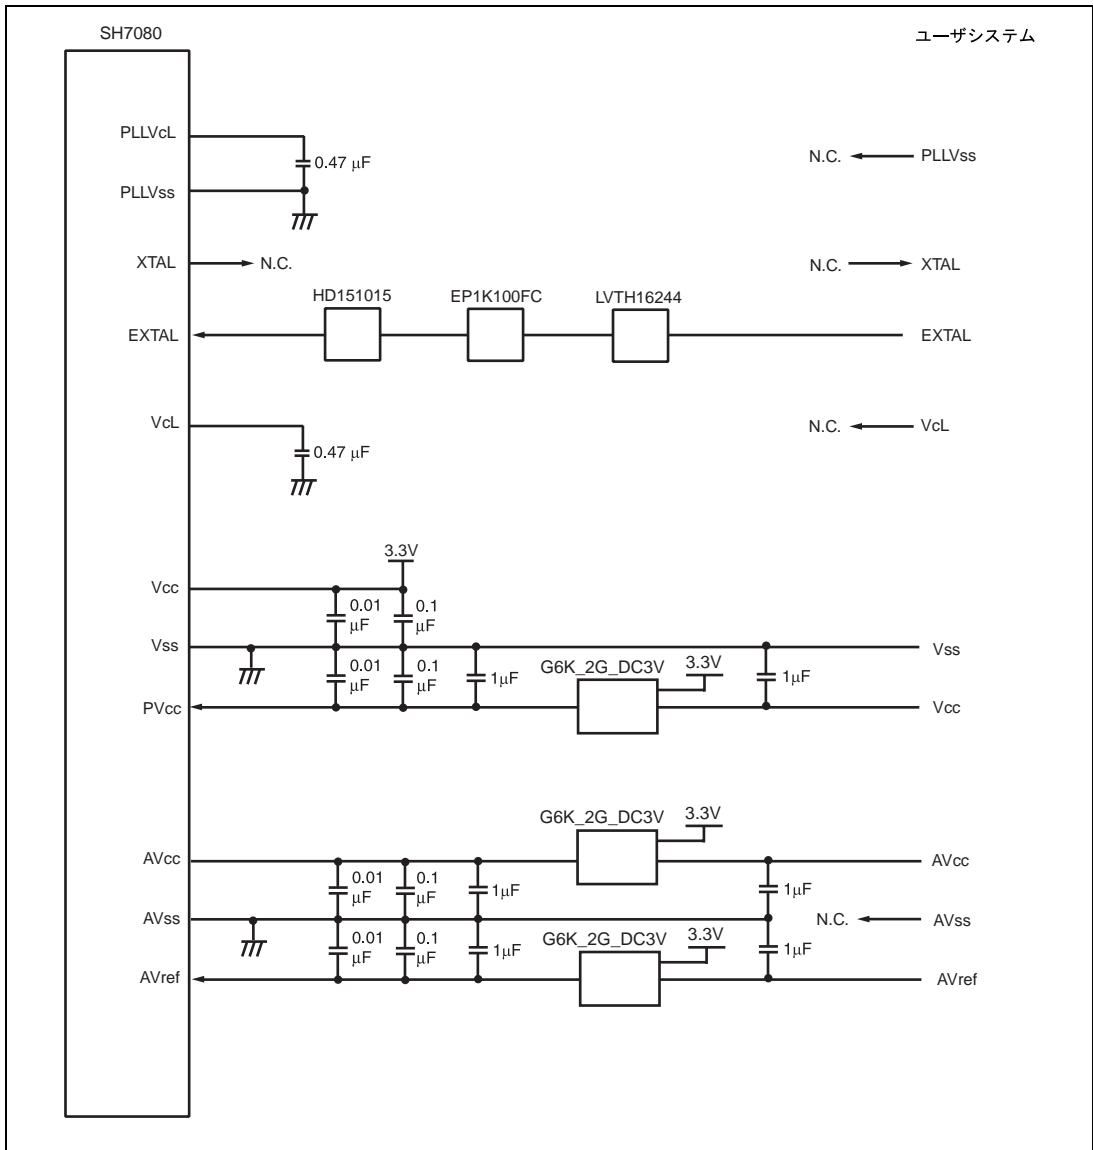 SH7080 ユーザシステム
PLLVcL
0.47 μF
N.C. PLLVss
PLLVss
XTAL N.C. N.C. XTAL
HD151015 EP1K100FC LVTH16244
EXTAL EXTAL
VcL N.C. VcL
0.47 μF
3.3V
Vcc
0.01 μF 0.1 μF
Vss Vss
0.01 μF 0.1 μF 1μF G6K_2G_DC3V 3.3V 1μF
PVcc Vcc
G6K_2G_DC3V 3.3V
AVcc AVcc
0.01 μF 0.1 μF 1μF 1μF
AVss N.C. AVss
0.01 μF 0.1 μF 1μF G6K_2G_DC3V 3.3V 1μF
AVref AVref